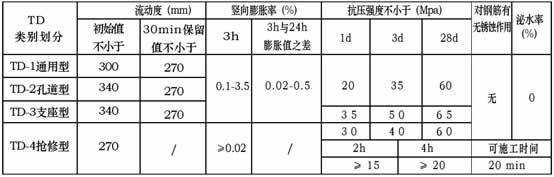 TD
类别划分
流动度 (mm)
竖向膨胀率 (%)
抗压强度不小于 (Mpa)
对钢筋有
无锈蚀作用
泌水率
(%)
初始值
不小于
30min保留
值不小于
3h
3h与24h
膨胀值之差
1d
3d
28d
TD-1通用型
300
270
TD-2孔道型
340
270
0.1-3.5
0.02-0.5
20
35
60
无
0
TD-3支座型
340
270
35
50
65
30
40
60
TD-4抢修型
270
/
≥0.02
/
2h
4h
可施工时间
≥ 15
≥ 20
20 min